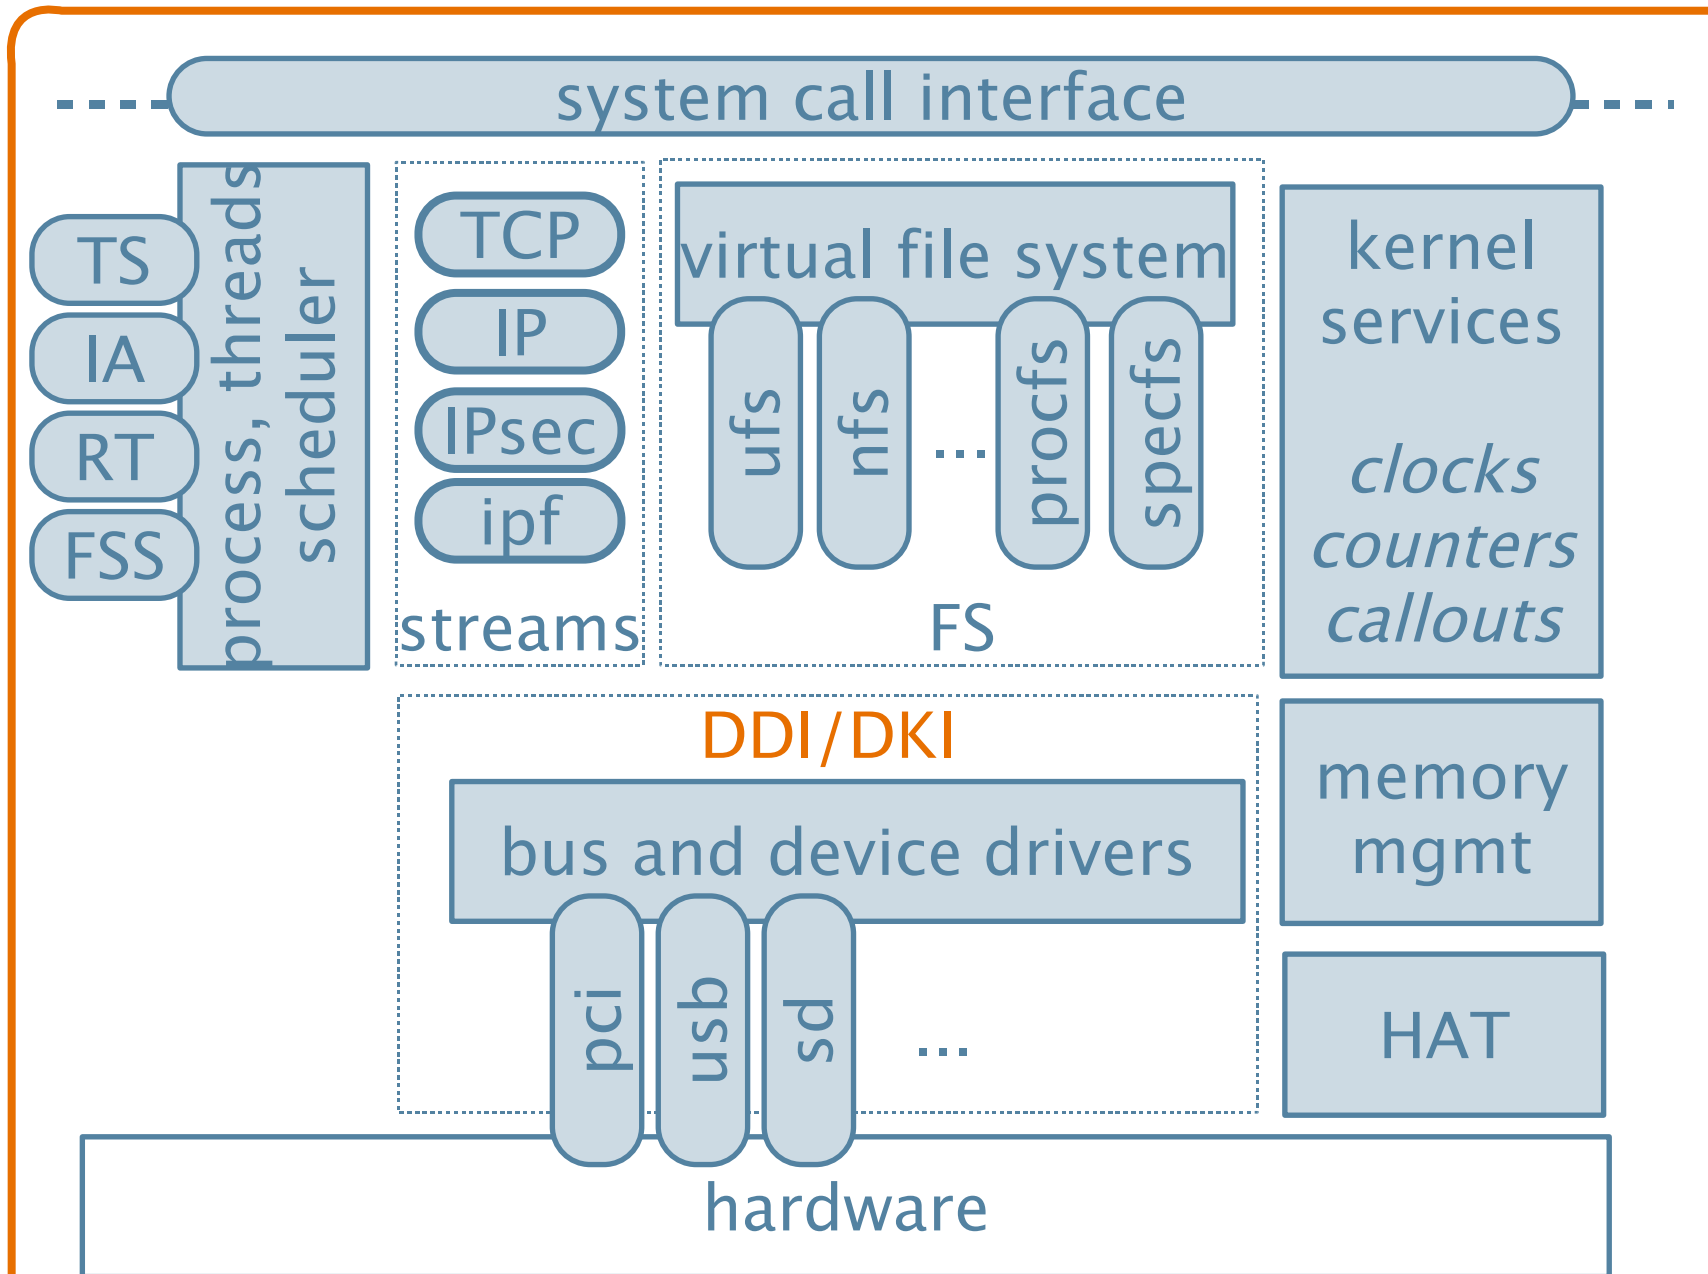 system call interface
process, threads
scheduler
TS
IA
RT
FSS
TCP
IP
IPsec
ipf
streams
virtual file system
ufs
nfs
...
procfs
specfs
FS
kernel
services
clocks
counters
callouts
DDI/DKI
bus and device drivers
pci
usb
sd
...
memory
mgmt
HAT
hardware